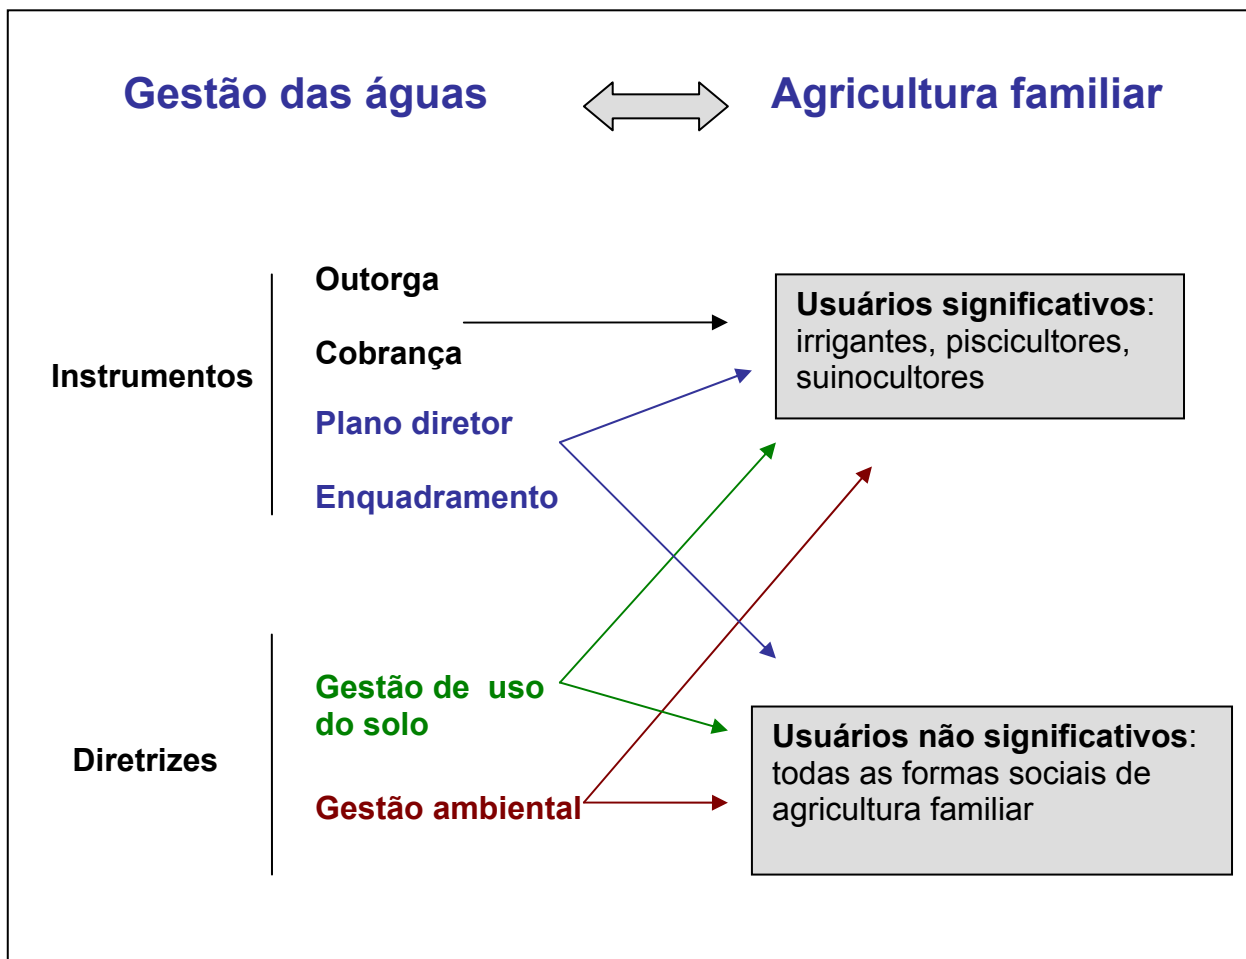 Gestão das águas
Agricultura familiar
Instrumentos
Outorga
Cobrança
Plano diretor
Enquadramento
Usuários significativos:
irrigantes, piscicultores,
suinocultores
Diretrizes
Gestão de  uso
do solo
Gestão ambiental
Usuários não significativos:
todas as formas sociais de
agricultura familiar